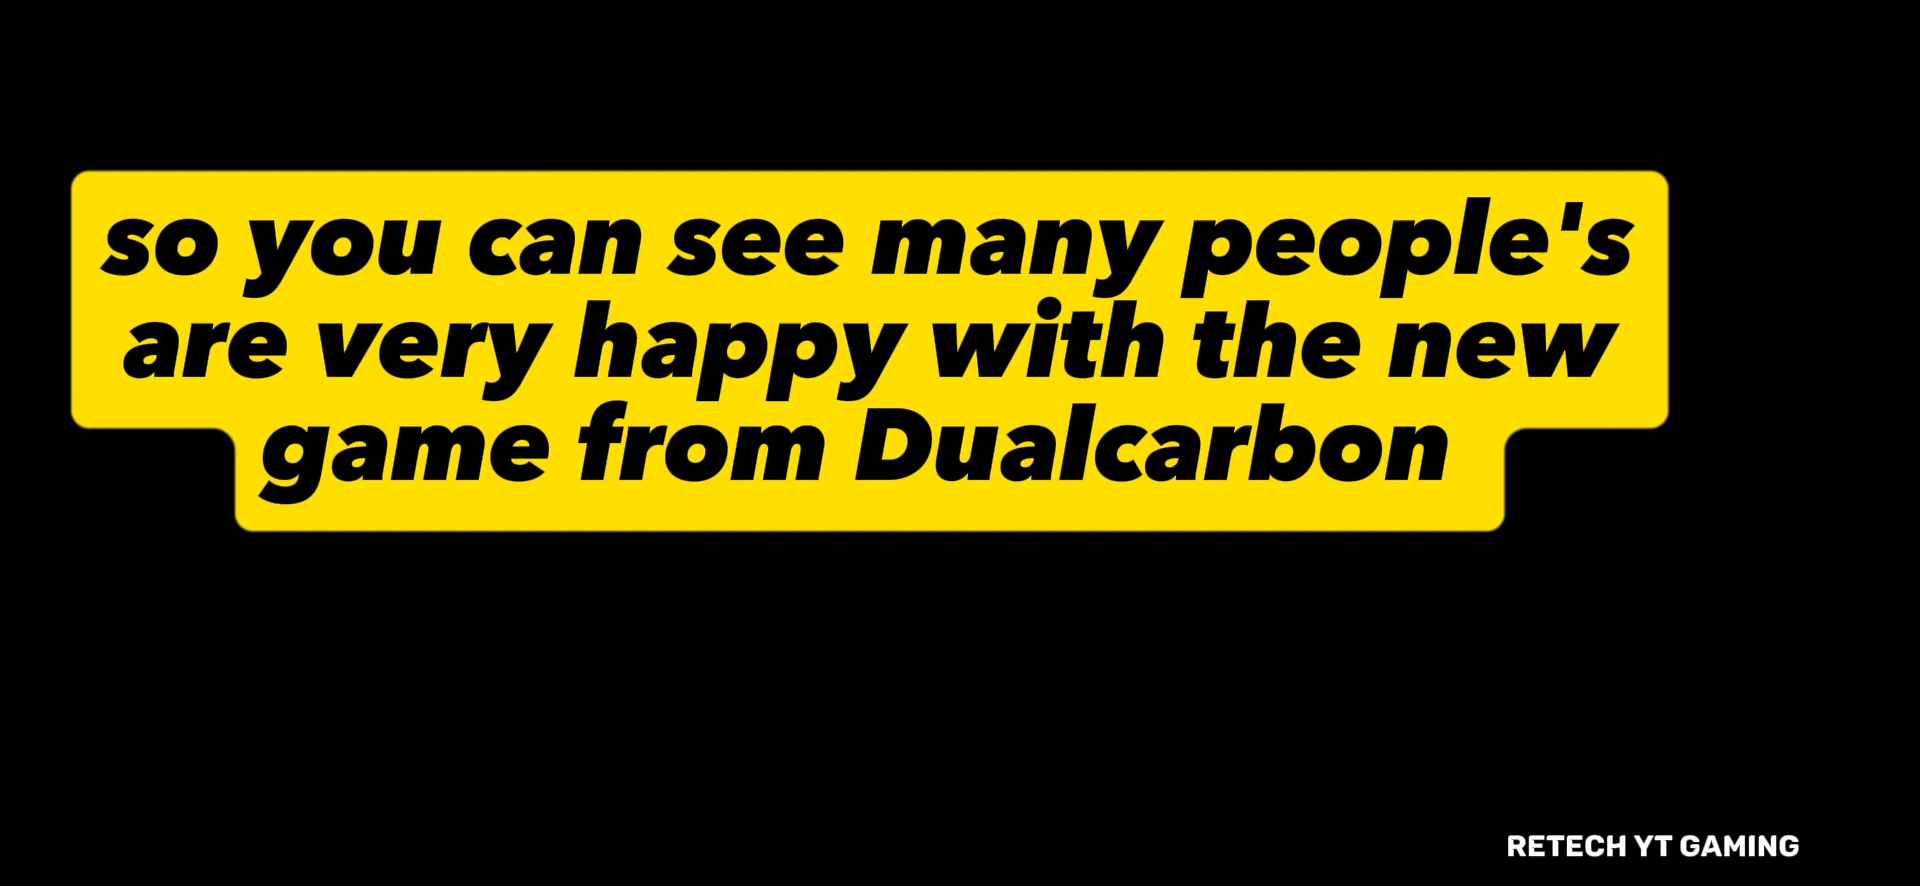 so you can see many people's
are very happy with the new
game from Dualcarbon
RETECH YT GAMING